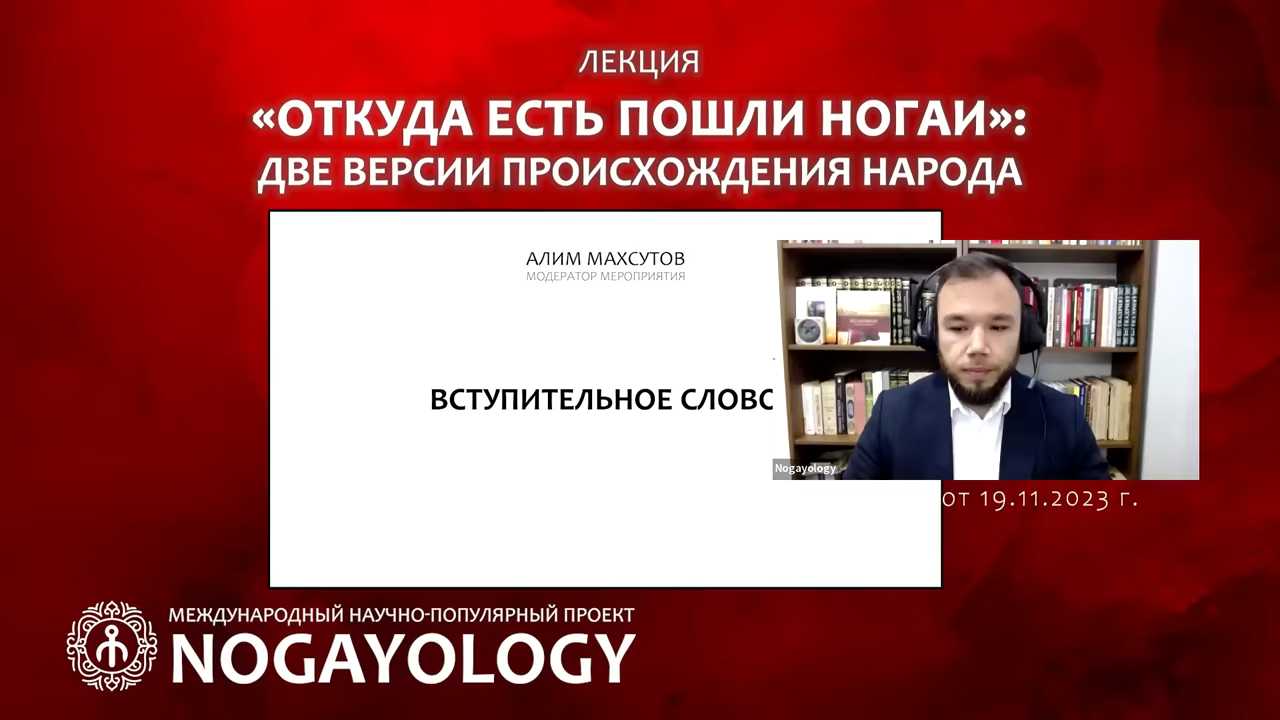 ЛЕКЦИЯ
«ОТКУДА ЕСТЬ ПОШЛИ НОГАИ»:
ДВЕ ВЕРСИИ ПРОИСХОЖДЕНИЯ НАРОДА
АЛИМ МАХСУТОВ
МОДЕРАТОР МЕРОПРИЯТИЯ
ВСТУПИТЕЛЬНОЕ СЛОВО
Nogayology
от 19.11.2023 г.
МЕЖДУНАРОДНЫЙ НАУЧНО-ПОПУЛЯРНЫЙ ПРОЕКТ
NOGAYOLOGY